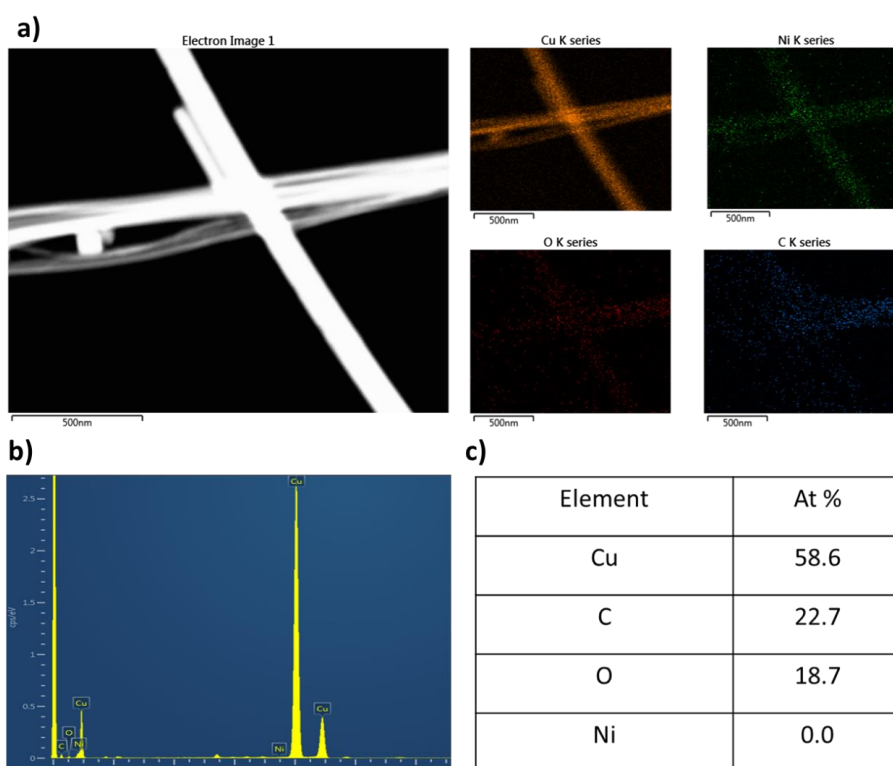 a)
Electron Image 1
500nm
Cu K series
500nm
Ni K series
500nm
O K series
500nm
C K series
500nm
b)
2.5
2
1.5
1
0.5
0
cps/eV
C
O
Cu
Ni
Ni
Cu
Cu
c)
Element At %
Cu 58.6
C 22.7
O 18.7
Ni 0.0